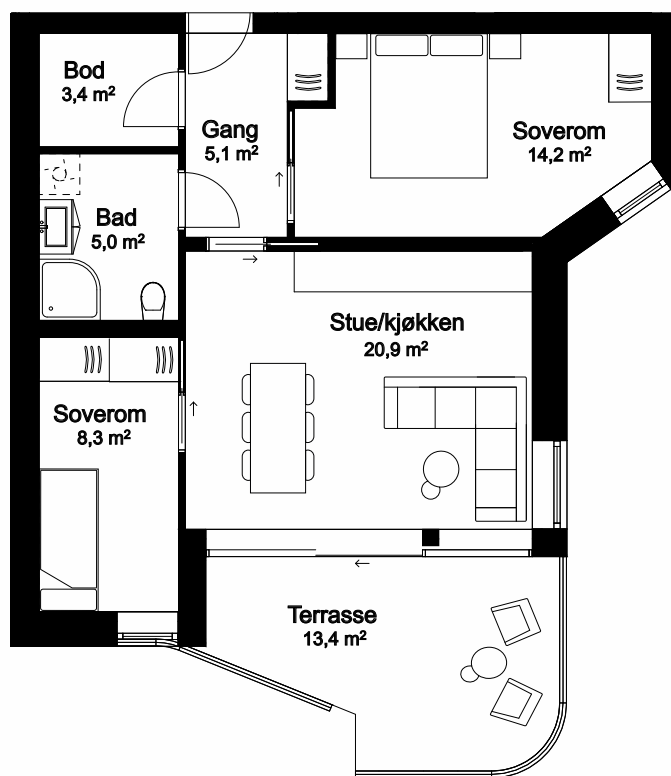 Bod
3,4 m²
Gang
5,1 m²
Soverom
14,2 m²
Bad
5,0 m²
Stue/kjøkken
20,9 m²
Soverom
8,3 m²
Terrasse
13,4 m²